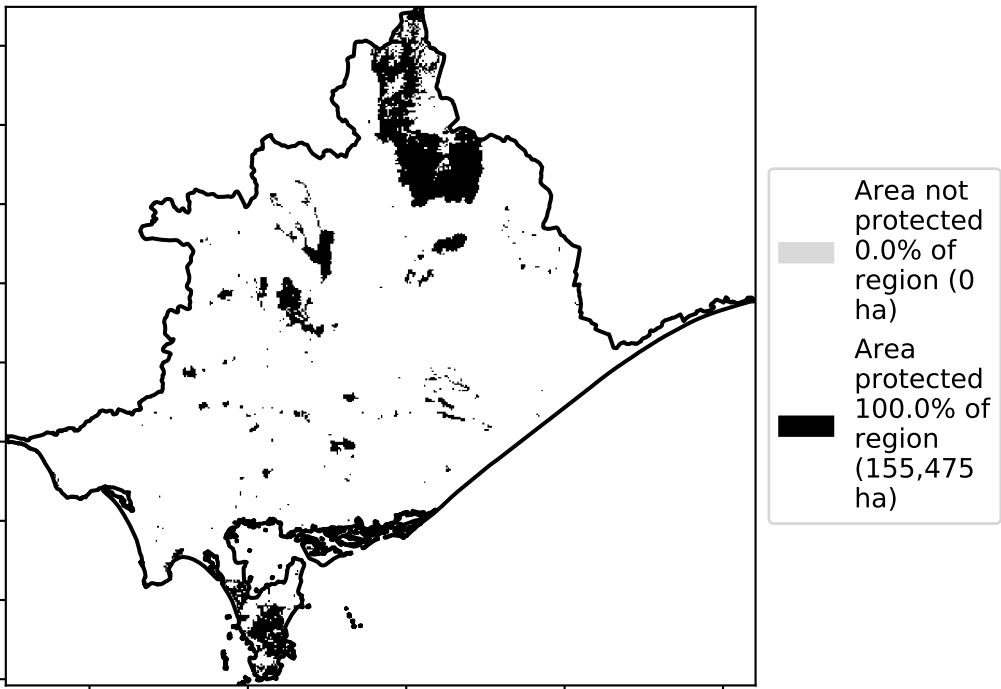 Area not
protected
0.0% of
region (0
ha)
Area
protected
100.0% of
region
(155,475
ha)